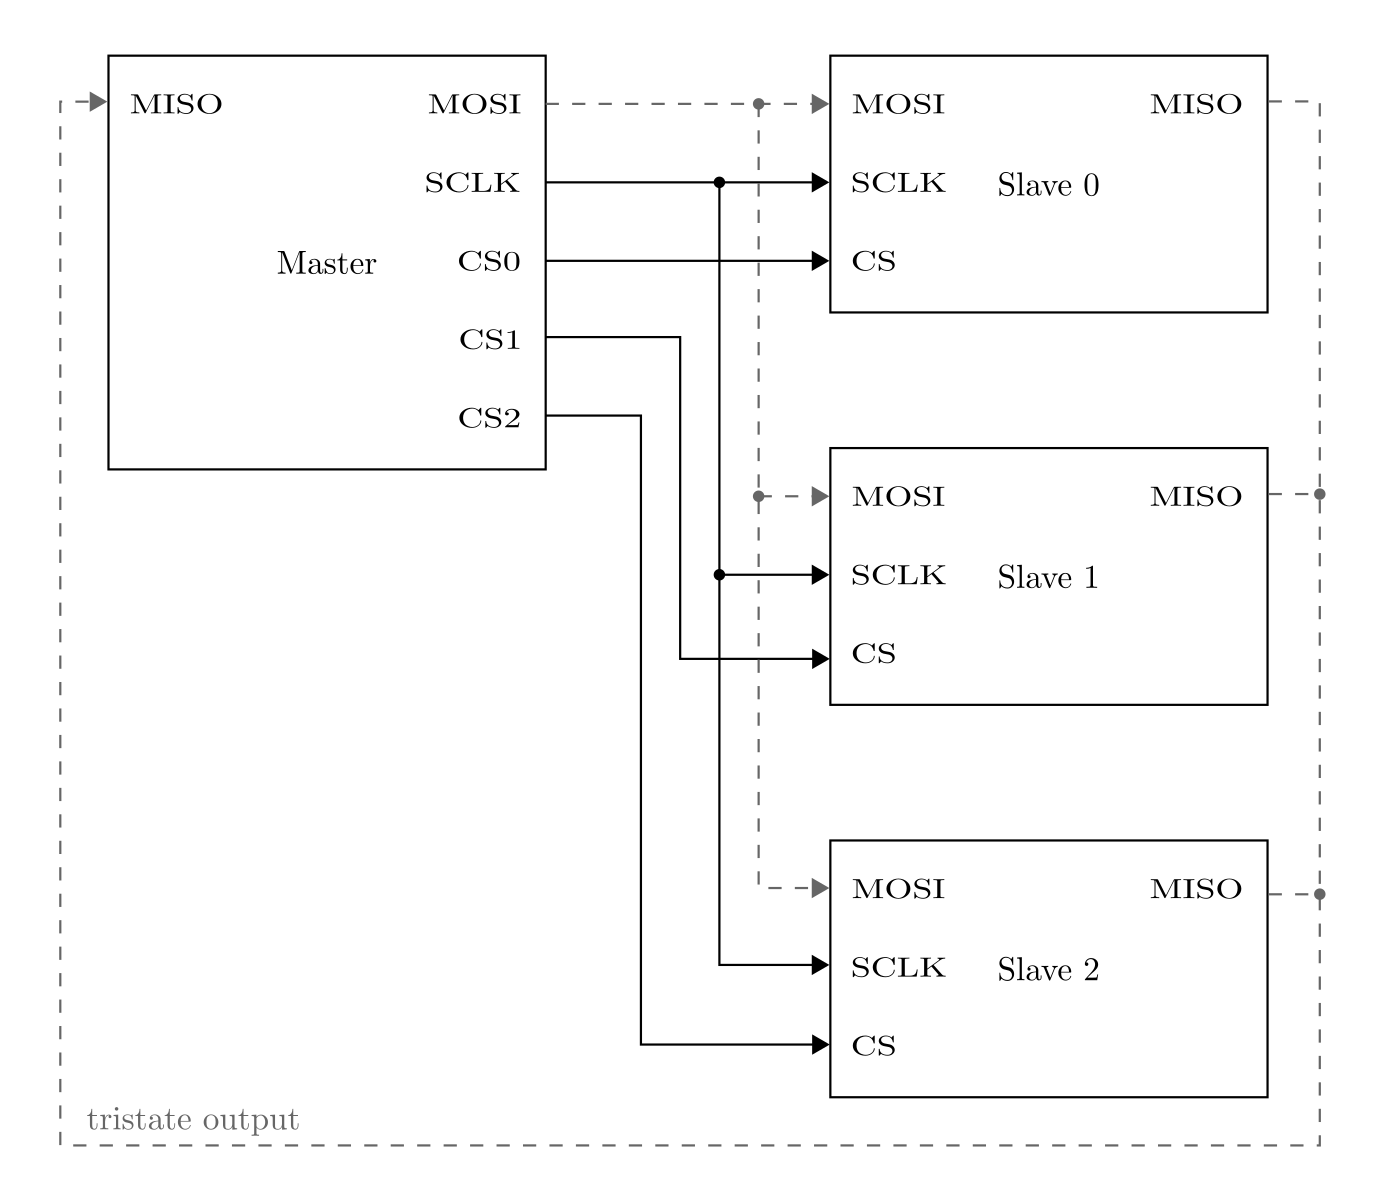 MISO
MOSI
SCLK
Master
CS0
CS1
CS2
MOSI
MISO
SCLK
Slave 0
CS
MOSI
MISO
SCLK
Slave 1
CS
MOSI
MISO
SCLK
Slave 2
CS
tristate output